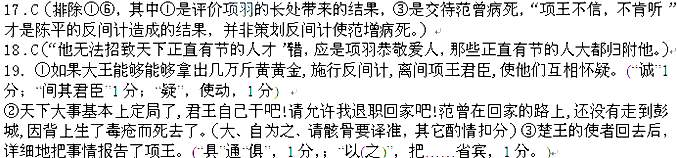 17.C(排除①⑥，其中①是评价项羽的长处带来的结果，③是交待范曾病死，“项王不信，不肯听”
才是陈平的反间计造成的结果，并非策划反间计使范增病死。)
18.C(“他无法招致天下正直有节的人才’错，应是项羽恭敬爱人，那些正直有节的人大都归附他。)
19．①如果大王能够能够拿出几万斤黄黄金,施行反间计,离间项王君臣,使他们互相怀疑。(“诚”1
分；“间其君臣”1分；“疑”，使动，1分)
②天下大事基本上定局了,君王自己干吧!请允许我退职回家吧!范曾在回家的路上,还没有走到彭
城,因背上生了毒疮而死去了。(大、自为之、请骸骨要译准，其它酌情扣分)③楚王的使者回去后，
详细地把事情报告了项王。(“具”通“俱”，1分，；“以(之)”，把……省宾，1分。)